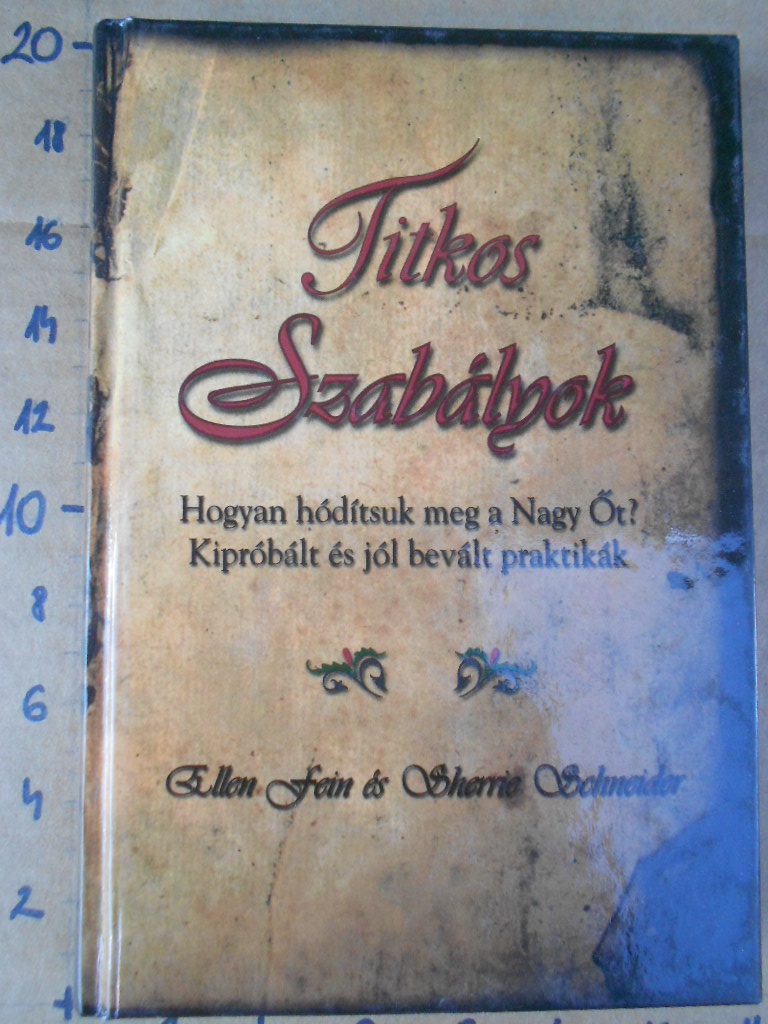 20
18
16
14
12
10
8
6
4
2
Titkos
Szabályok
Hogyan hódítsuk meg a Nagy Őt?
Kipróbált és jól bevált praktikák
Ellen Fein és Sherrie Schneider